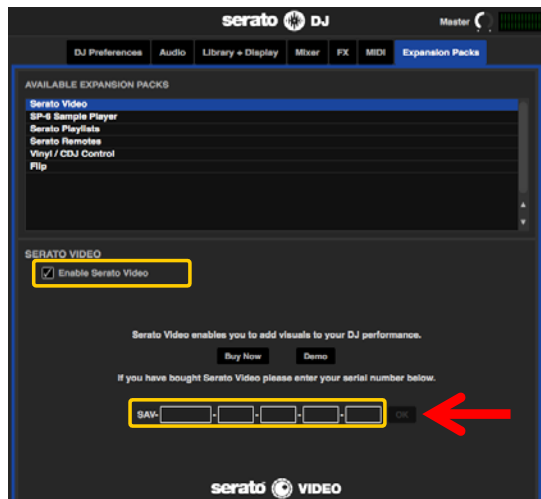 serato DJ
Master
DJ Preferences Audio Library + Display Mixer FX MIDI Expansion Packs
AVAILABLE EXPANSION PACKS
Serato Video
SP-6 Sample Player
Serato Playlists
Serato Remotes
Vinyl / CDJ Control
Flip
SERATO VIDEO
Enable Serato Video
Serato Video enables you to add visuals to your DJ performance.
Buy Now Demo
If you have bought Serato Video please enter your serial number below.
SAV- - - - - OK
serato VIDEO